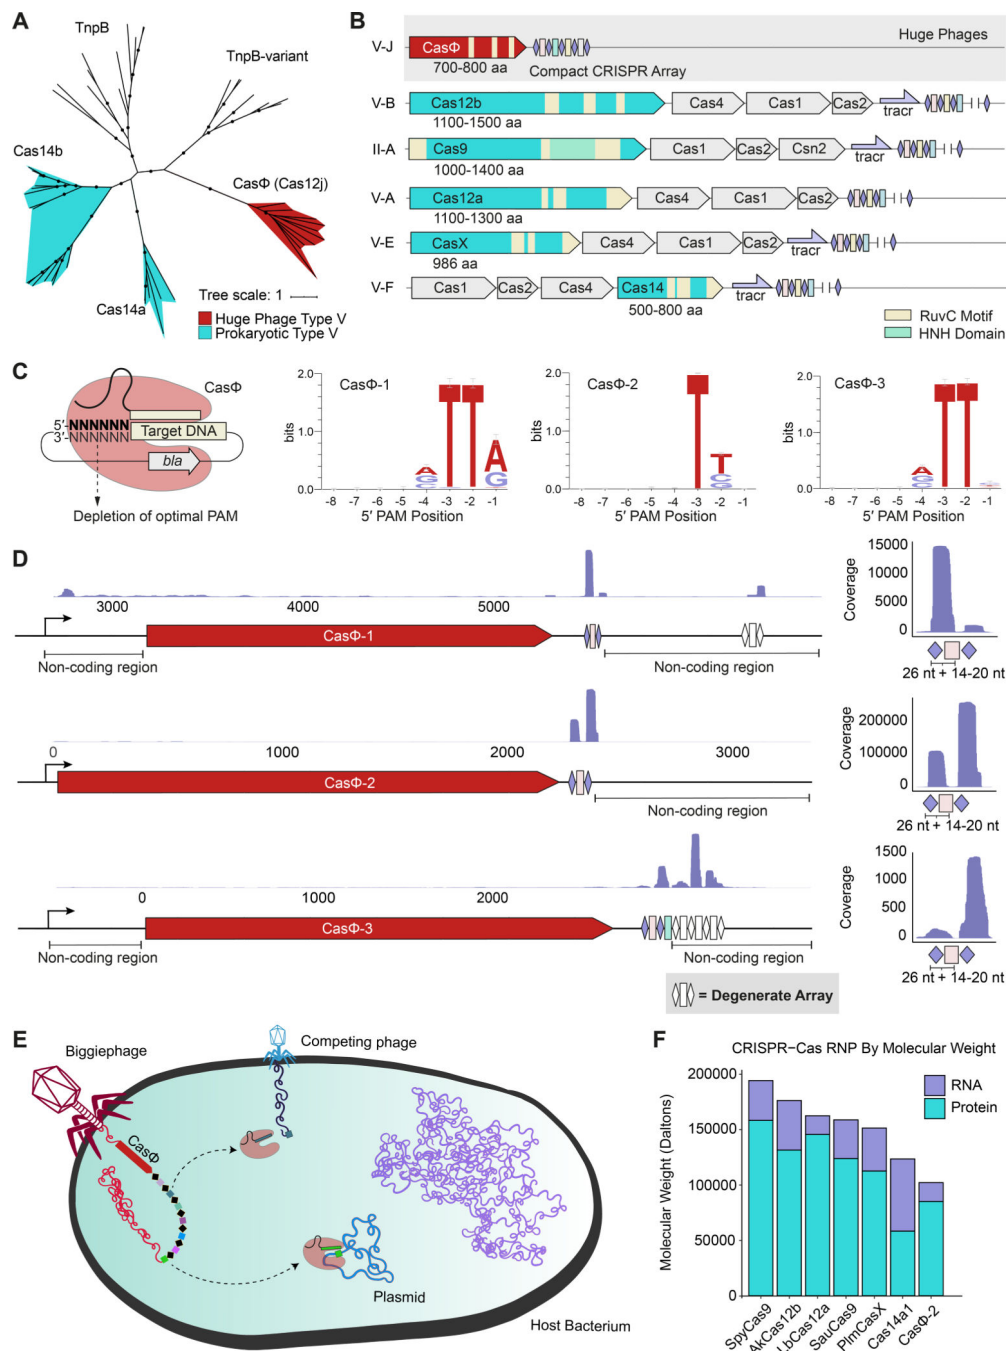 A
TnpB
TnpB-variant
Cas14b
CasΦ (Cas12j)
Cas14a
Tree scale: 1
Huge Phage Type V
Prokaryotic Type V
B
Huge Phages
V-J
CasΦ
700-800 aa
Compact CRISPR Array
V-B
Cas12b
Cas4
Cas1
Cas2
tracr
1100-1500 aa
II-A
Cas9
Cas1
Cas2
Csn2
tracr
1000-1400 aa
V-A
Cas12a
Cas4
Cas1
Cas2
1100-1300 aa
V-E
CasX
Cas4
Cas1
Cas2
tracr
986 aa
V-F
Cas1
Cas2
Cas4
Cas14
tracr
500-800 aa
RuvC Motif
HNH Domain
C
CasΦ
5′-NNNNNN
3′-NNNNNN
Target DNA
bla
Depletion of optimal PAM
CasΦ-1
2.0
1.0
0.0
bits
A
G
C
T
T
A
G
-8 -7 -6 -5 -4 -3 -2 -1
5′ PAM Position
CasΦ-2
2.0
1.0
0.0
bits
T
T
C
G
-8 -7 -6 -5 -4 -3 -2 -1
5′ PAM Position
CasΦ-3
2.0
1.0
0.0
bits
A
G
C
T
T
-8 -7 -6 -5 -4 -3 -2 -1
5′ PAM Position
D
3000 4000 5000
CasΦ-1
Non-coding region
Non-coding region
Coverage
15000
10000
5000
0
26 nt + 14-20 nt
0 1000 2000 3000
CasΦ-2
Non-coding region
Coverage
200000
100000
0
26 nt + 14-20 nt
0 1000 2000
CasΦ-3
Non-coding region
Non-coding region
Coverage
1500
1000
500
0
26 nt + 14-20 nt
= Degenerate Array
E
Biggiephage
Competing phage
CasΦ
Plasmid
Host Bacterium
F
CRISPR−Cas RNP By Molecular Weight
RNA
Protein
Molecular Weight (Daltons)
200000
150000
100000
50000
0
SpyCas9
AkCas12b
LbCas12a
SauCas9
PlmCasX
Cas14a1
CasΦ-2